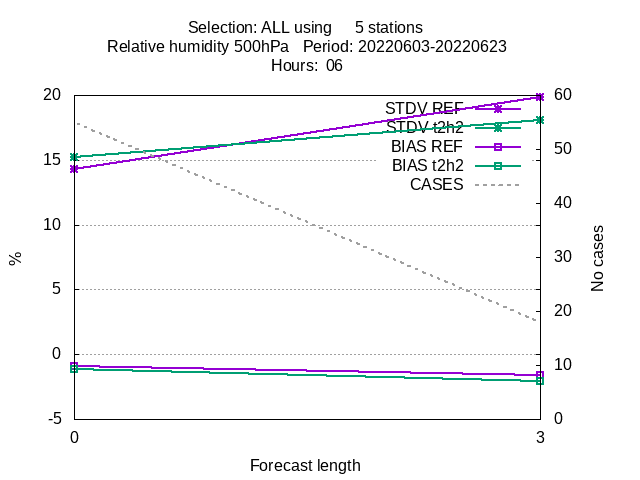 Selection: ALL using     5 stations
Relative humidity 500hPa   Period: 20220603-20220623
Hours:  06
20
15
10
5
0
-5
%
STDV REF
STDV t2h2
BIAS REF
BIAS t2h2
CASES
60
50
40
30
20
10
0
No cases
0
3
Forecast length